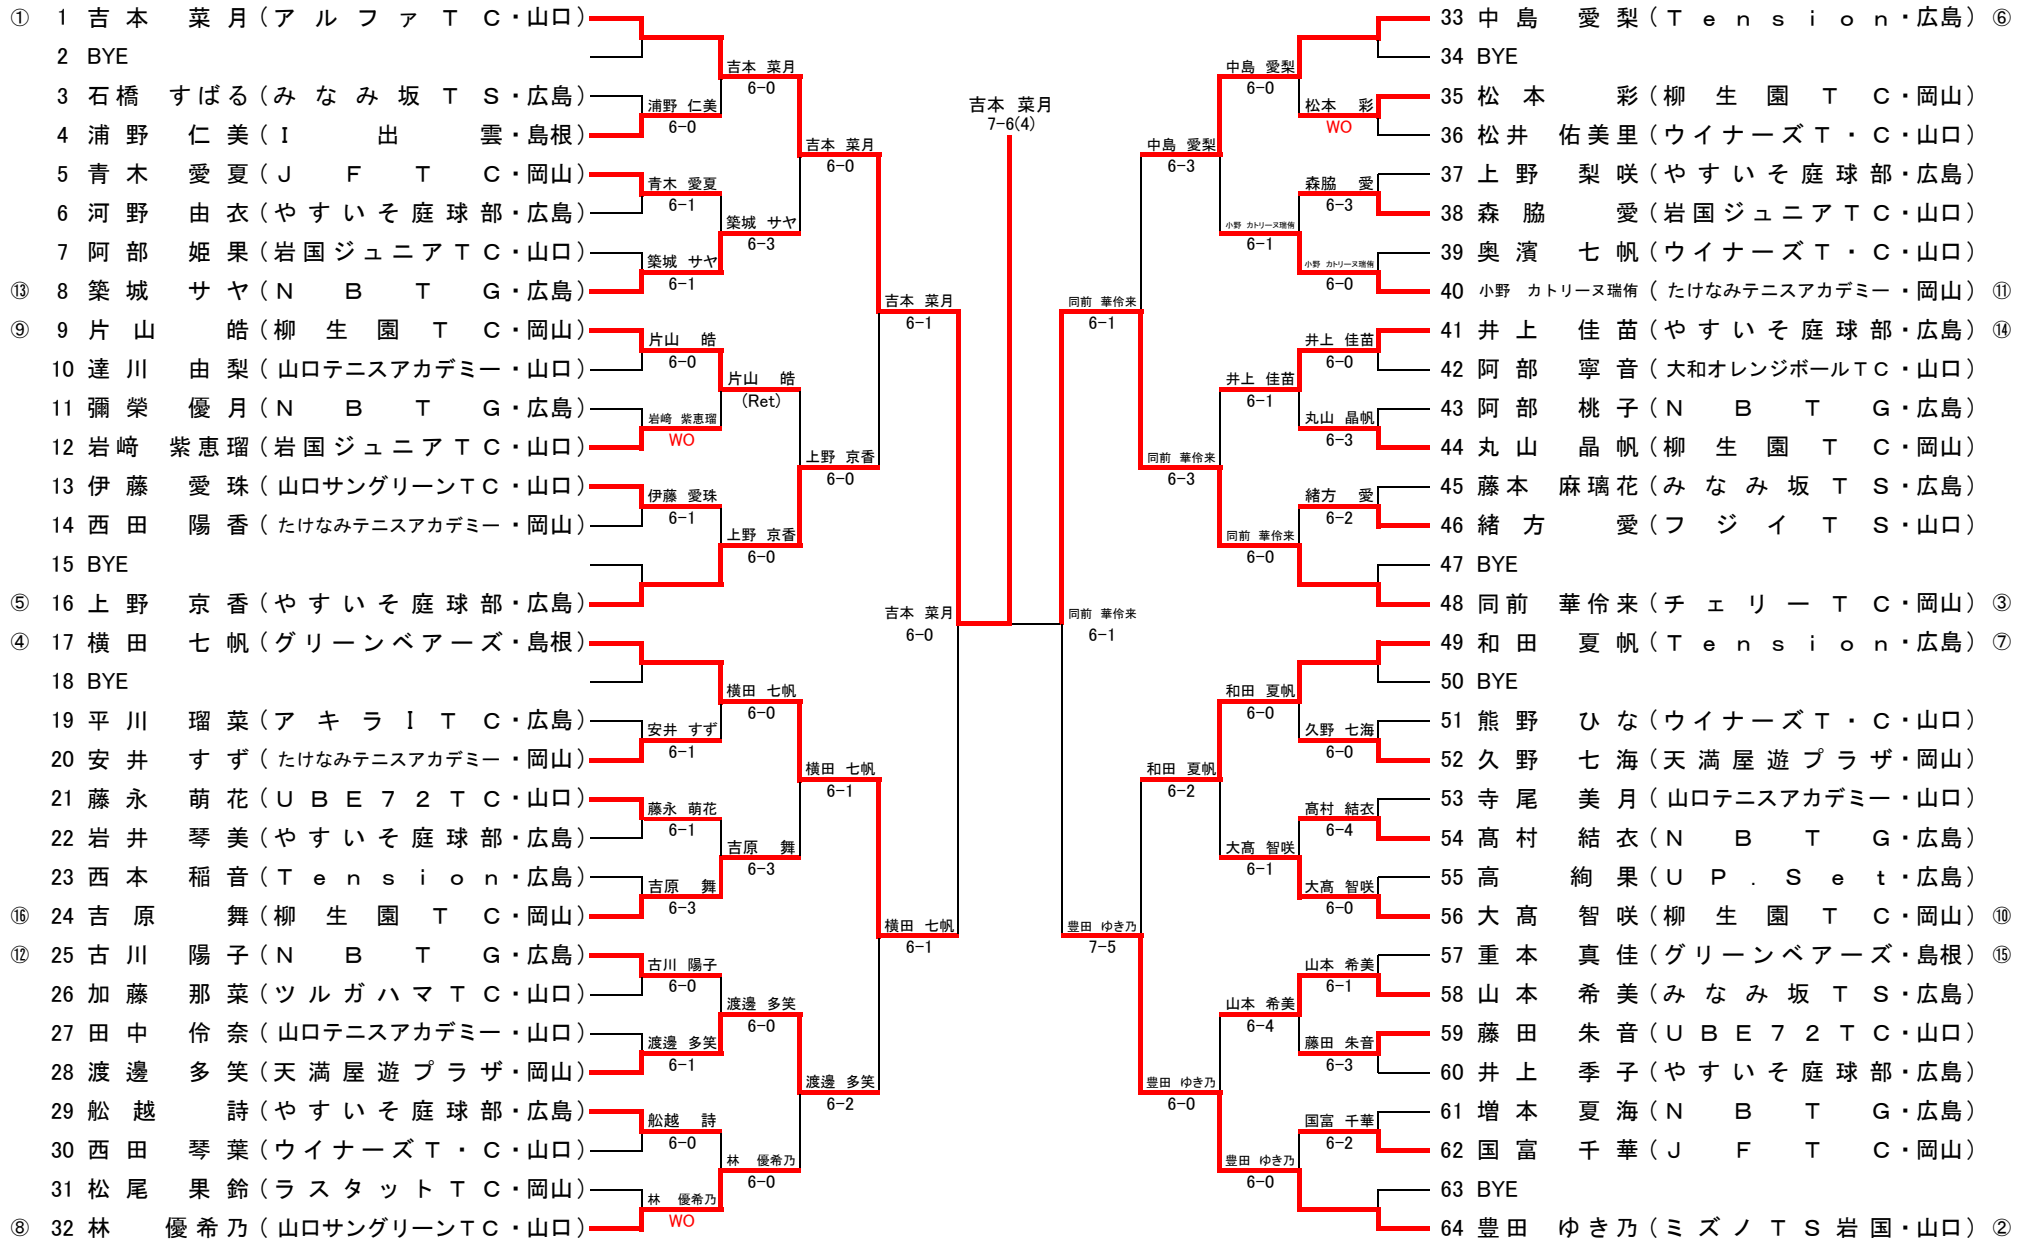 ① 1 吉本 菜月(アルファTC・山口)
2 BYE
3 石橋 すばる(みなみ坂TS・広島)
4 浦野 仁美(I出雲・島根)
5 青木 愛夏(JFTC・岡山)
6 河野 由衣(やすいそ庭球部・広島)
7 阿部 姫果(岩国ジュニアTC・山口)
⑬ 8 築城 サヤ(NBTG・広島)
⑨ 9 片山 皓(柳生園TC・岡山)
10 達川 由梨(山口テニスアカデミー・山口)
11 彌榮 優月(NBTG・広島)
12 岩﨑 紫恵瑠(岩国ジュニアTC・山口)
13 伊藤 愛珠(山口サングリーンTC・山口)
14 西田 陽香(たけなみテニスアカデミー・岡山)
15 BYE
⑤ 16 上野 京香(やすいそ庭球部・広島)
④ 17 横田 七帆(グリーンベアーズ・島根)
18 BYE
19 平川 瑠菜(アキラITC・広島)
20 安井 すず(たけなみテニスアカデミー・岡山)
21 藤永 萌花(UBE72TC・山口)
22 岩井 琴美(やすいそ庭球部・広島)
23 西本 稲音(Tension・広島)
⑯ 24 吉原 舞(柳生園TC・岡山)
⑫ 25 古川 陽子(NBTG・広島)
26 加藤 那菜(ツルガハマTC・山口)
27 田中 伶奈(山口テニスアカデミー・山口)
28 渡邊 多笑(天満屋遊プラザ・岡山)
29 舩越 詩(やすいそ庭球部・広島)
30 西田 琴葉(ウイナーズT・C・山口)
31 松尾 果鈴(ラスタットTC・岡山)
⑧ 32 林 優希乃(山口サングリーンTC・山口)
浦野 仁美
6-0
青木 愛夏
6-1
築城 サヤ
6-1
片山 皓
6-0
岩﨑 紫恵瑠
WO
伊藤 愛珠
6-1
安井 すず
6-1
藤永 萌花
6-1
吉原 舞
6-3
古川 陽子
6-0
渡邊 多笑
6-1
舩越 詩
6-0
林 優希乃
WO
吉本 菜月
6-0
築城 サヤ
6-3
片山 皓
(Ret)
上野 京香
6-0
横田 七帆
6-0
吉原 舞
6-3
渡邊 多笑
6-0
林 優希乃
6-0
吉本 菜月
6-0
上野 京香
6-0
横田 七帆
6-1
渡邊 多笑
6-2
吉本 菜月
6-1
横田 七帆
6-1
吉本 菜月
6-0
吉本 菜月
7-6(4)
同前 華伶来
6-1
同前 華伶来
6-1
豊田 ゆき乃
7-5
中島 愛梨
6-3
同前 華伶来
6-3
和田 夏帆
6-2
豊田 ゆき乃
6-0
中島 愛梨
6-0
小野 カトリーヌ瑞侑
6-1
井上 佳苗
6-1
同前 華伶来
6-0
和田 夏帆
6-0
大髙 智咲
6-1
山本 希美
6-4
豊田 ゆき乃
6-0
松本 彩
WO
森脇 愛
6-3
小野 カトリーヌ瑞侑
6-0
井上 佳苗
6-0
丸山 晶帆
6-3
緒方 愛
6-2
久野 七海
6-0
髙村 結衣
6-4
大髙 智咲
6-0
山本 希美
6-1
藤田 朱音
6-3
国富 千華
6-2
33 中島 愛梨(Tension・広島) ⑥
34 BYE
35 松本 彩(柳生園TC・岡山)
36 松井 佑美里(ウイナーズT・C・山口)
37 上野 梨咲(やすいそ庭球部・広島)
38 森脇 愛(岩国ジュニアTC・山口)
39 奥濱 七帆(ウイナーズT・C・山口)
40 小野 カトリーヌ瑞侑(たけなみテニスアカデミー・岡山) ⑪
41 井上 佳苗(やすいそ庭球部・広島) ⑭
42 阿部 寧音(大和オレンジボールTC・山口)
43 阿部 桃子(NBTG・広島)
44 丸山 晶帆(柳生園TC・岡山)
45 藤本 麻璃花(みなみ坂TS・広島)
46 緒方 愛(フジイTS・山口)
47 BYE
48 同前 華伶来(チェリーTC・岡山) ③
49 和田 夏帆(Tension・広島) ⑦
50 BYE
51 熊野 ひな(ウイナーズT・C・山口)
52 久野 七海(天満屋遊プラザ・岡山)
53 寺尾 美月(山口テニスアカデミー・山口)
54 髙村 結衣(NBTG・広島)
55 高 絢果(UP.Set・広島)
56 大髙 智咲(柳生園TC・岡山) ⑩
57 重本 真佳(グリーンベアーズ・島根) ⑮
58 山本 希美(みなみ坂TS・広島)
59 藤田 朱音(UBE72TC・山口)
60 井上 季子(やすいそ庭球部・広島)
61 増本 夏海(NBTG・広島)
62 国富 千華(JFTC・岡山)
63 BYE
64 豊田 ゆき乃(ミズノTS岩国・山口) ②